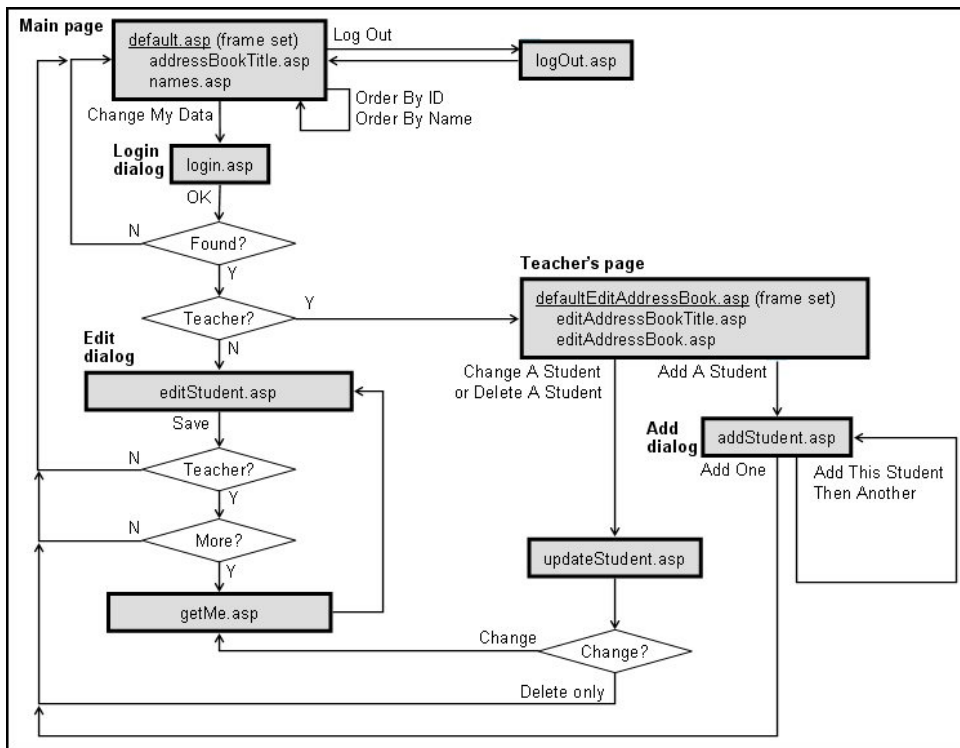 Main page
default.asp (frame set)
addressBookTitle.asp
names.asp
Log Out
logOut.asp
Order By ID
Order By Name
Change My Data
Login
dialog
login.asp
OK
N
Found?
Y
Teacher?
Y
N
Teacher's page
defaultEditAddressBook.asp (frame set)
editAddressBookTitle.asp
editAddressBook.asp
Edit
dialog
editStudent.asp
Save
Change A Student
or Delete A Student
Add A Student
Add
dialog
addStudent.asp
Add One
Add This Student
Then Another
N
Teacher?
Y
N
More?
Y
getMe.asp
updateStudent.asp
Change
Change?
Delete only